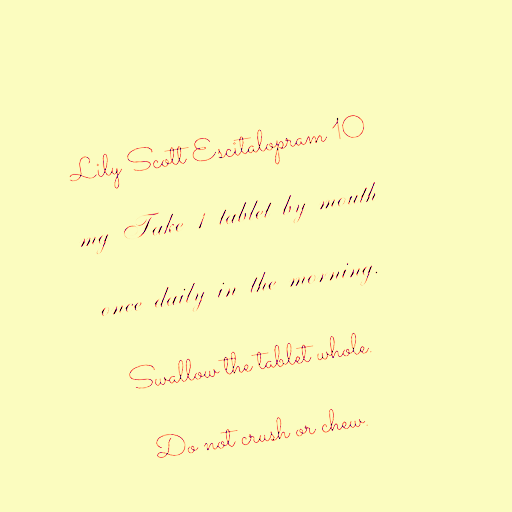 Lily Scott Escitalopram 10
mg Take 1 tablet by mouth
once daily in the morning.
Swallow the tablet whole.
Do not crush or chew.